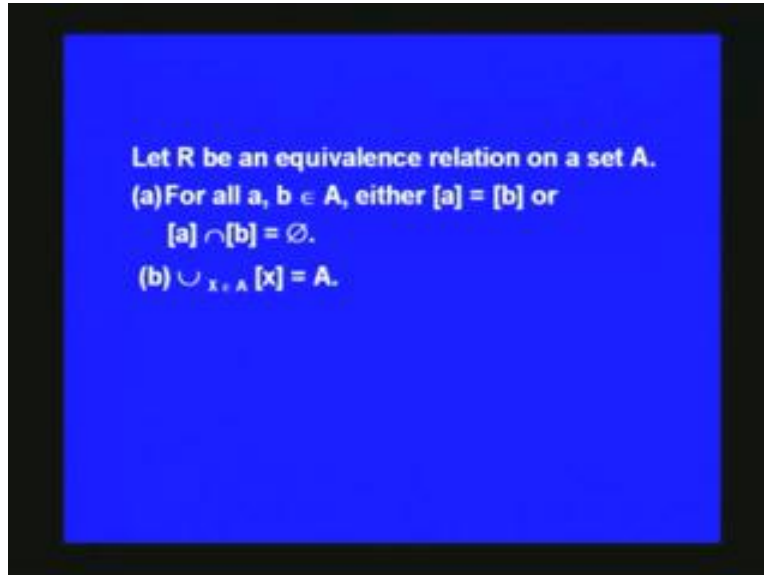 Let R be an equivalence relation on a set A.
(a)For all a, b ∈ A, either [a] = [b] or
[a] ∩[b] = ∅.
(b) ∪ x ∈ A [x] = A.